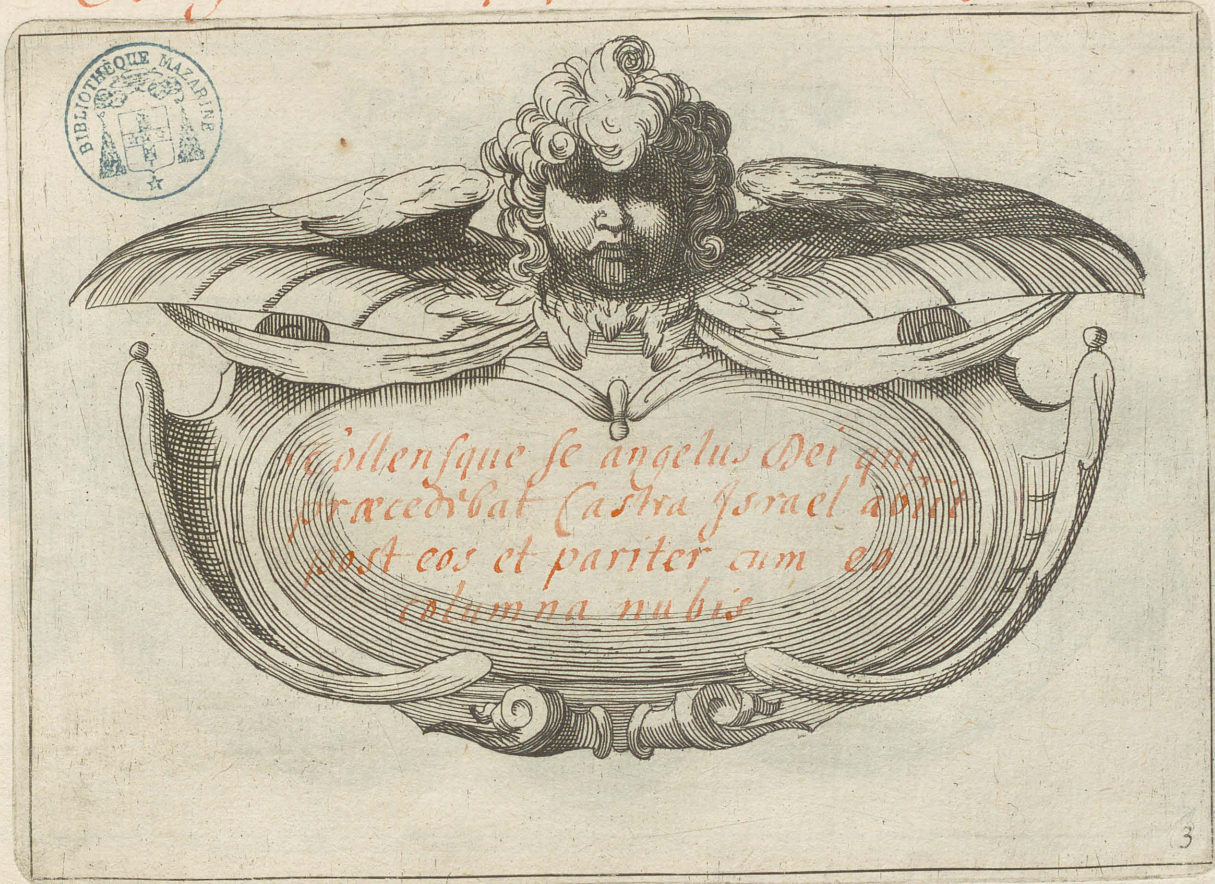 BIBLIOTHÈQUE MAZARINE
Tollensque se angelus Dei qui
præcedebat Castra Israel abiit
post eos et pariter cum eo
columna nubis
3